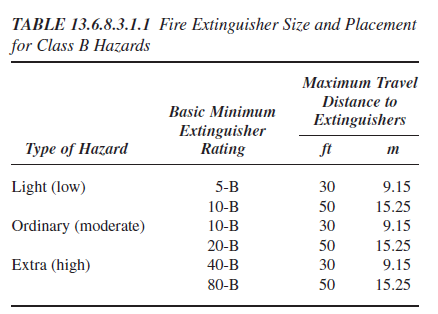 TABLE 13.6.8.3.1.1 Fire Extinguisher Size and Placement
for Class B Hazards
Maximum Travel
Distance to
Extinguishers
Basic Minimum
Extinguisher
Type of Hazard Rating ft m
Light (low) 5-B 30 9.15
10-B 50 15.25
Ordinary (moderate) 10-B 30 9.15
20-B 50 15.25
Extra (high) 40-B 30 9.15
80-B 50 15.25